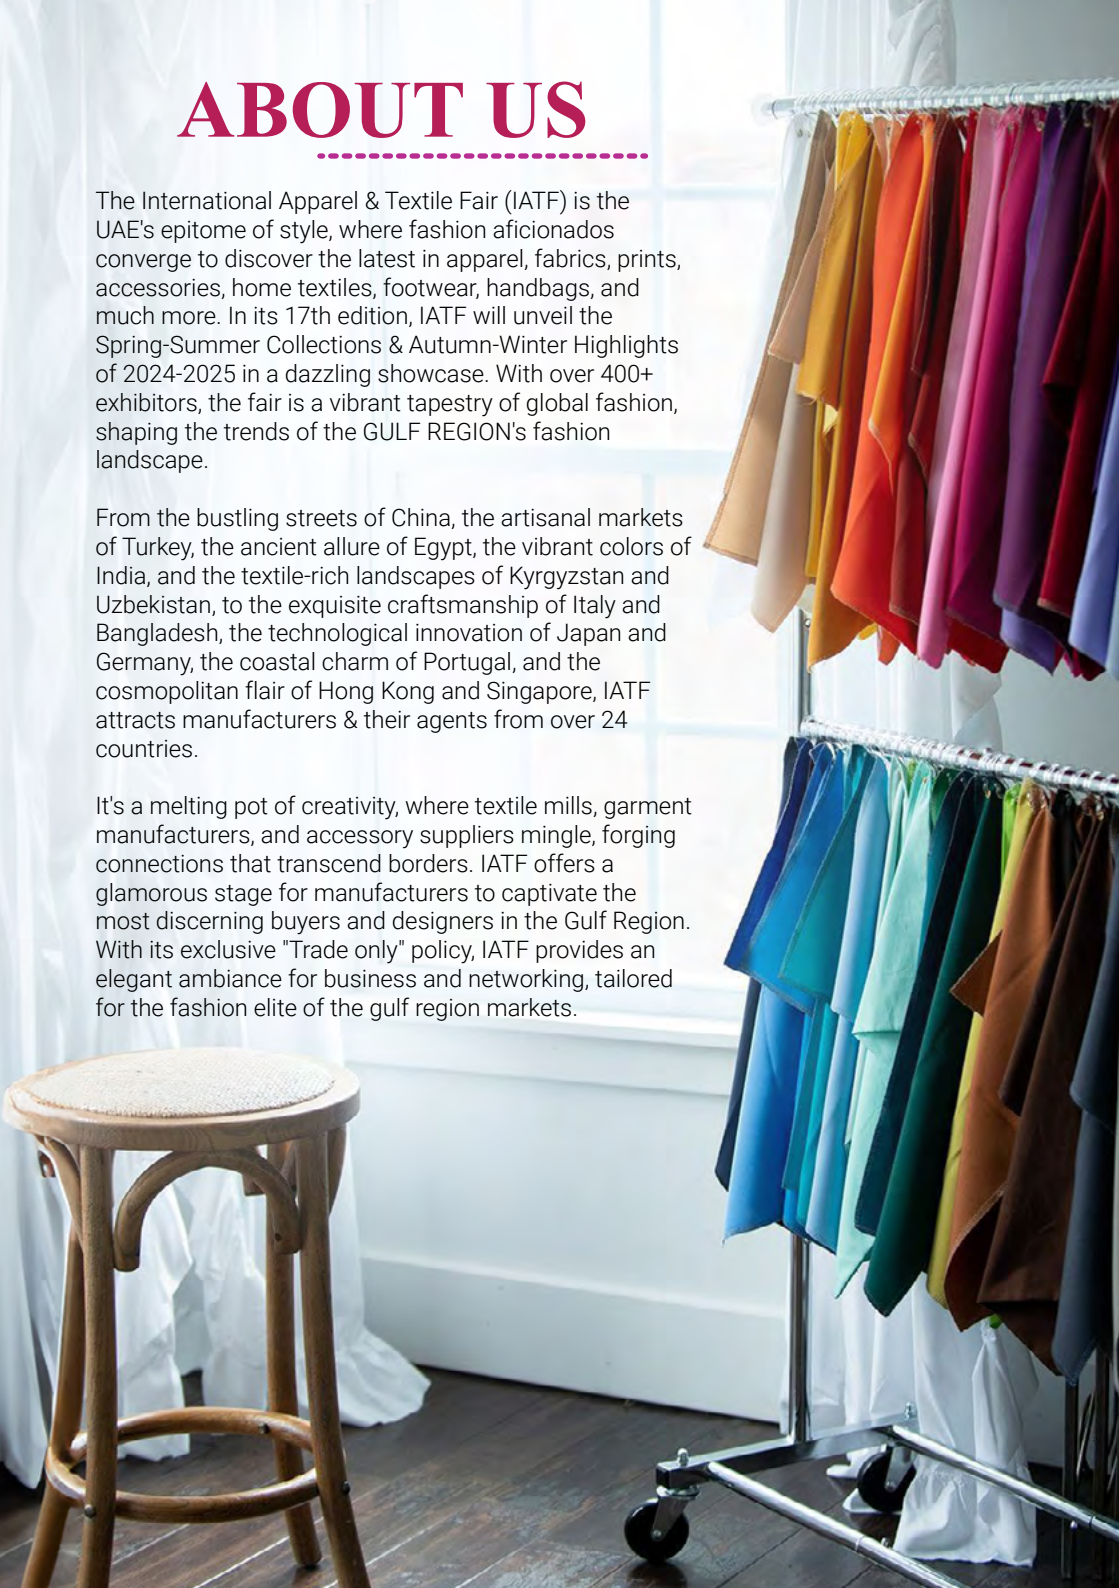 ABOUT US
The International Apparel & Textile Fair (IATF) is the
UAE's epitome of style, where fashion aficionados
converge to discover the latest in apparel, fabrics, prints,
accessories, home textiles, footwear, handbags, and
much more. In its 17th edition, IATF will unveil the
Spring-Summer Collections & Autumn-Winter Highlights
of 2024-2025 in a dazzling showcase. With over 400+
exhibitors, the fair is a vibrant tapestry of global fashion,
shaping the trends of the GULF REGION's fashion
landscape.
From the bustling streets of China, the artisanal markets
of Turkey, the ancient allure of Egypt, the vibrant colors of
India, and the textile-rich landscapes of Kyrgyzstan and
Uzbekistan, to the exquisite craftsmanship of Italy and
Bangladesh, the technological innovation of Japan and
Germany, the coastal charm of Portugal, and the
cosmopolitan flair of Hong Kong and Singapore, IATF
attracts manufacturers & their agents from over 24
countries.
It's a melting pot of creativity, where textile mills, garment
manufacturers, and accessory suppliers mingle, forging
connections that transcend borders. IATF offers a
glamorous stage for manufacturers to captivate the
most discerning buyers and designers in the Gulf Region.
With its exclusive "Trade only" policy, IATF provides an
elegant ambiance for business and networking, tailored
for the fashion elite of the gulf region markets.